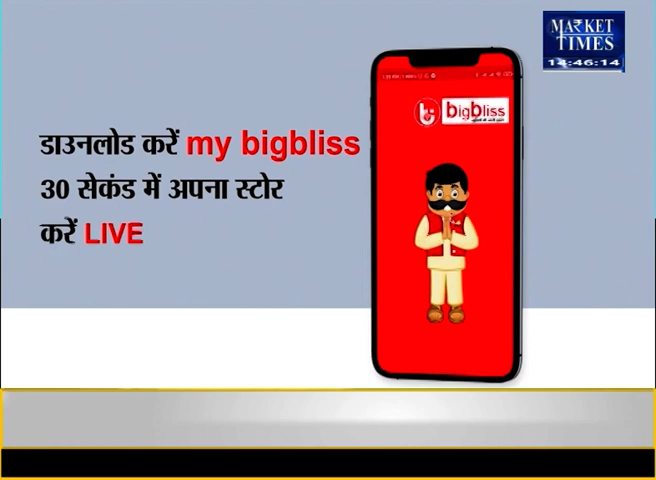 MARKET
TIMES
14:46:14
bigbliss
डाउनलोड करें my bigbliss
30 सेकंड में अपना स्टोर
करें LIVE